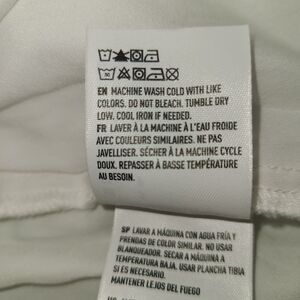 EN MACHINE WASH COLD WITH LIKE
COLORS. DO NOT BLEACH. TUMBLE DRY
LOW. COOL IRON IF NEEDED.
FR LAVER À LA MACHINE À L'EAU FROIDE
AVEC COULEURS SIMILAIRES. NE PAS
JAVELLISER. SÉCHER À LA MACHINE CYCLE
DOUX. REPASSER À BASSE TEMPÉRATURE
AU BESOIN.
SP LAVAR A MÁQUINA CON AGUA FRÍA Y
PRENDAS DE COLOR SIMILAR. NO USAR
BLANQUEADOR. SECAR A MÁQUINA A
TEMPERATURA BAJA. USAR PLANCHA TIBIA
SI ES NECESARIO.
MANTENER LEJOS DEL FUEGO